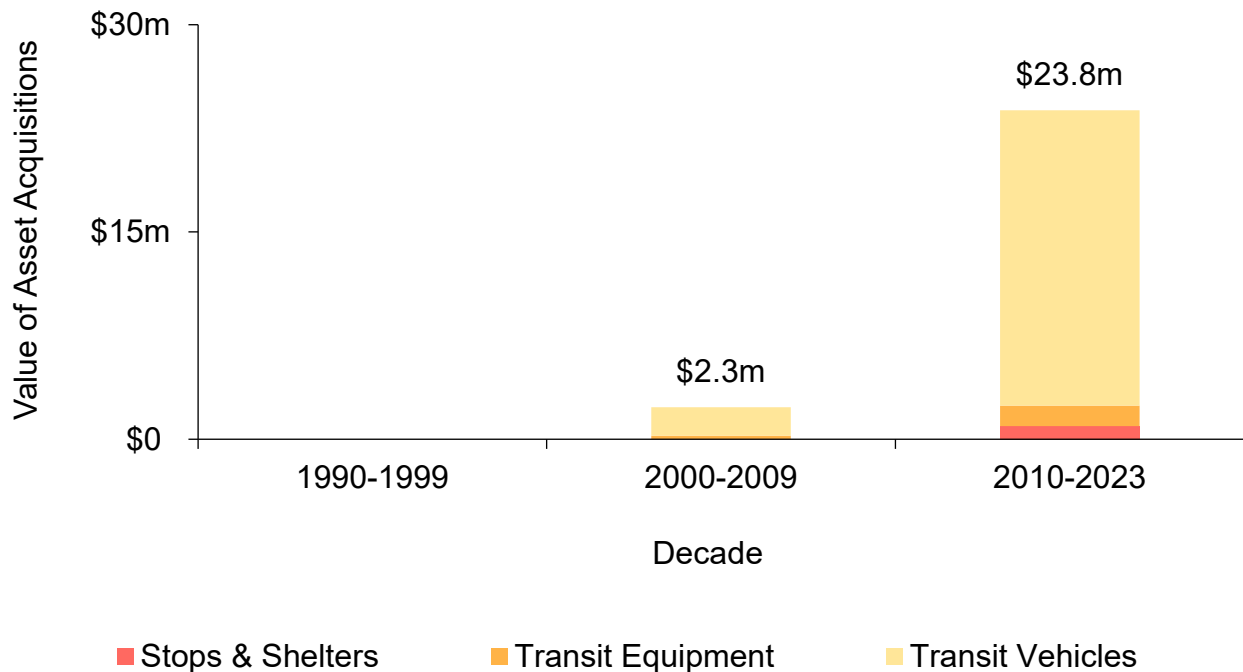 Value of Asset Acquisitions
$30m
$15m
$0
$2.3m
$23.8m
1990-1999
2000-2009
2010-2023
Decade
Stops & Shelters
Transit Equipment
Transit Vehicles